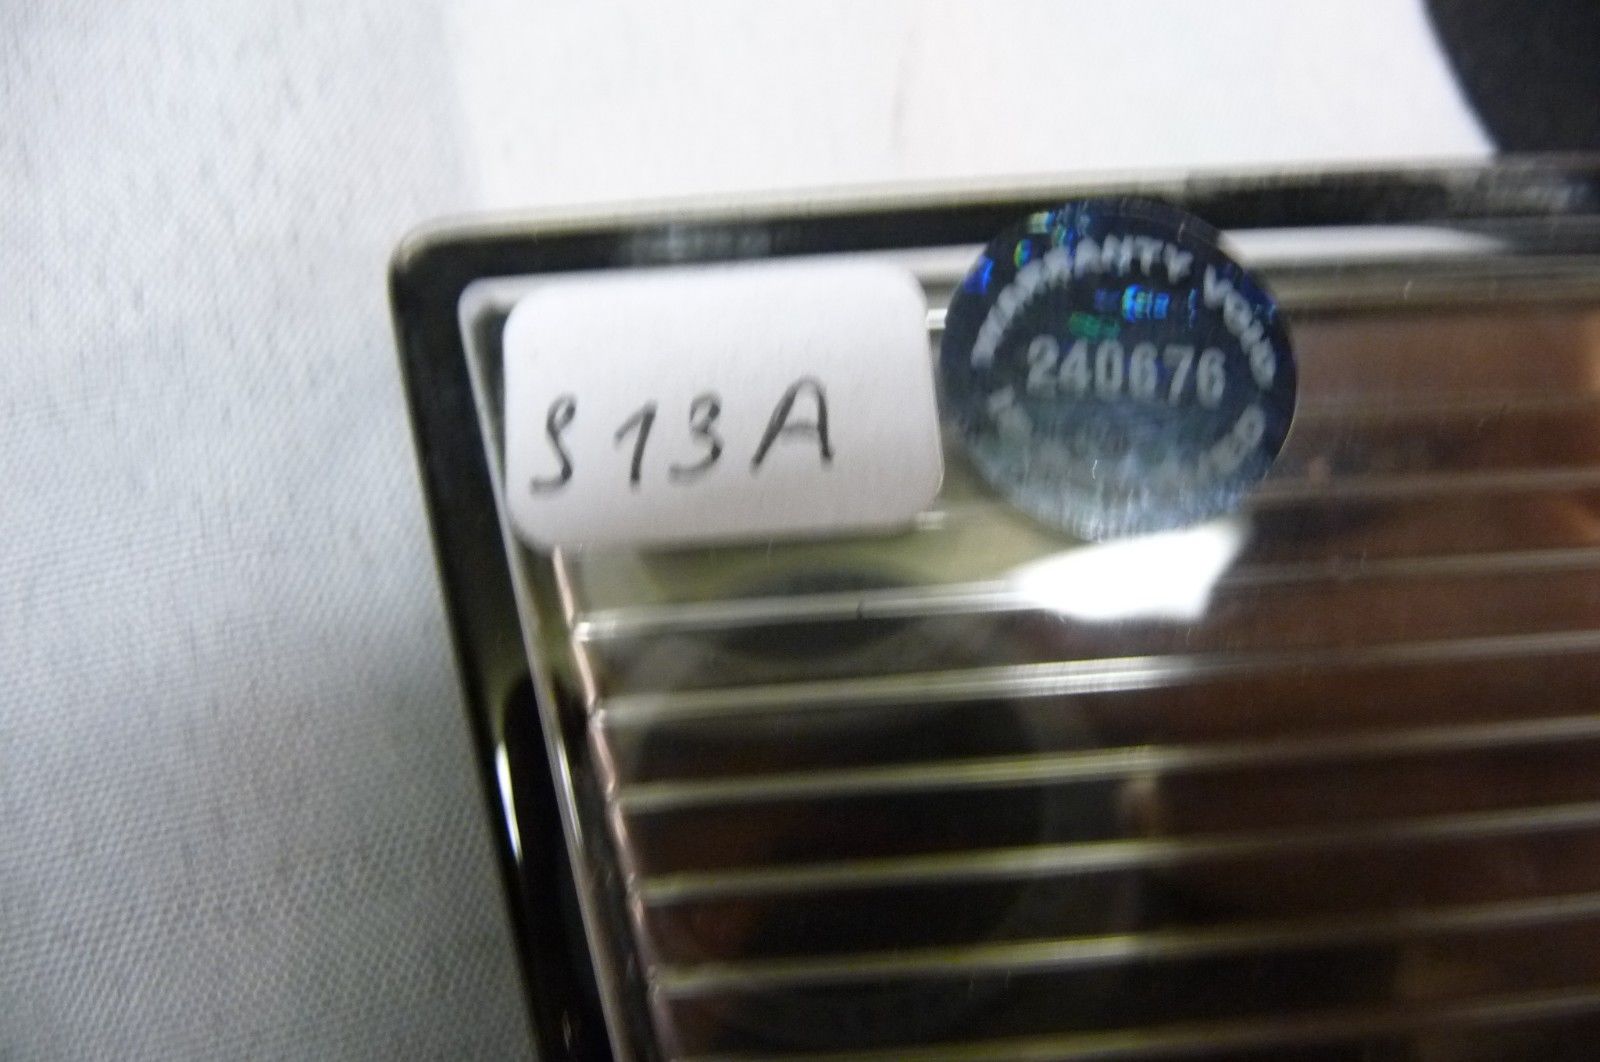 S13A
WARRANTY VOID
240676